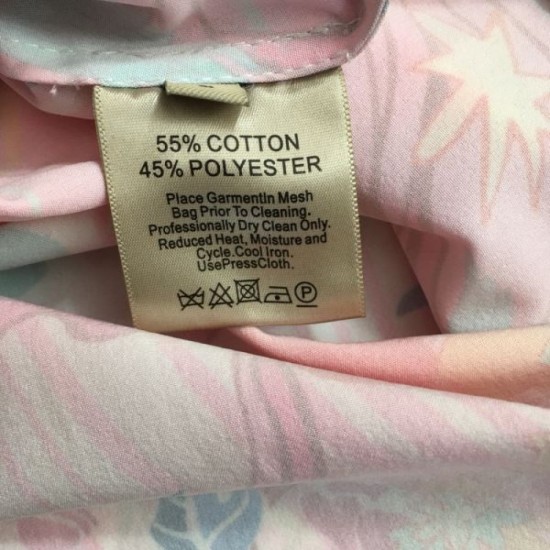 55% COTTON
45% POLYESTER
Place GarmentIn Mesh
Bag Prior To Cleaning.
Professionally Dry Clean Only.
Reduced Heat, Moisture and
Cycle.Cool Iron.
UsePressCloth.
P